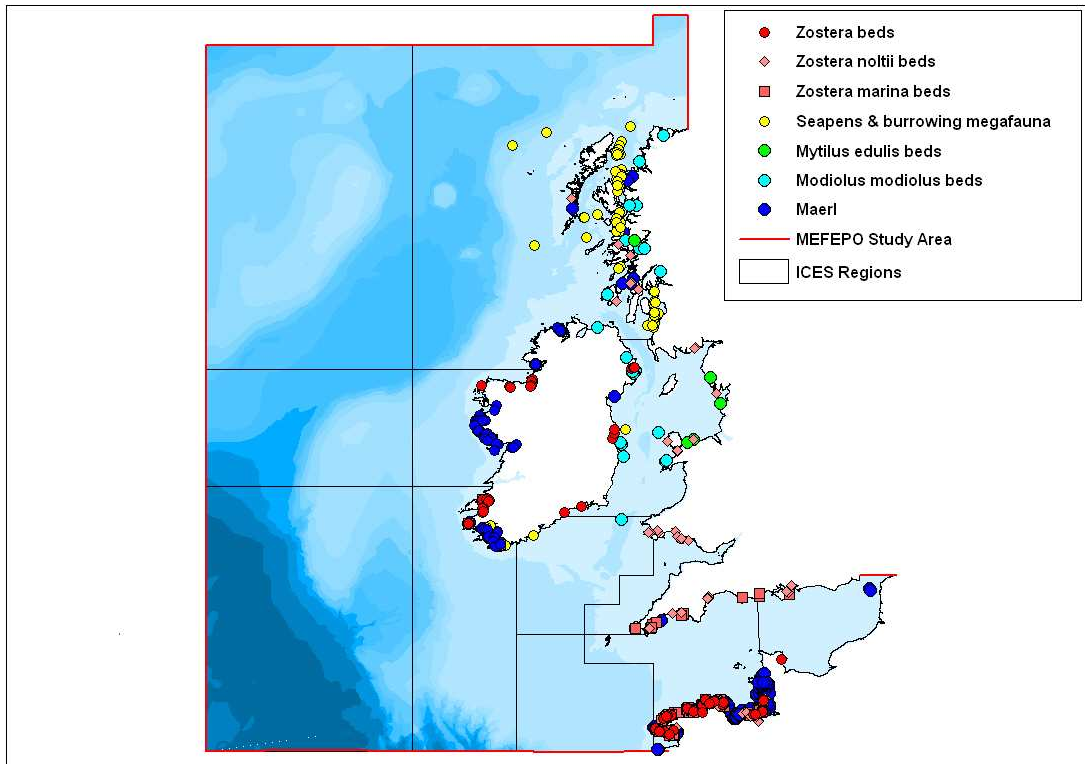 Zostera beds
Zostera noltii beds
Zostera marina beds
Seapens & burrowing megafauna
Mytilus edulis beds
Modiolus modiolus beds
Maerl
MEFEPO Study Area
ICES Regions